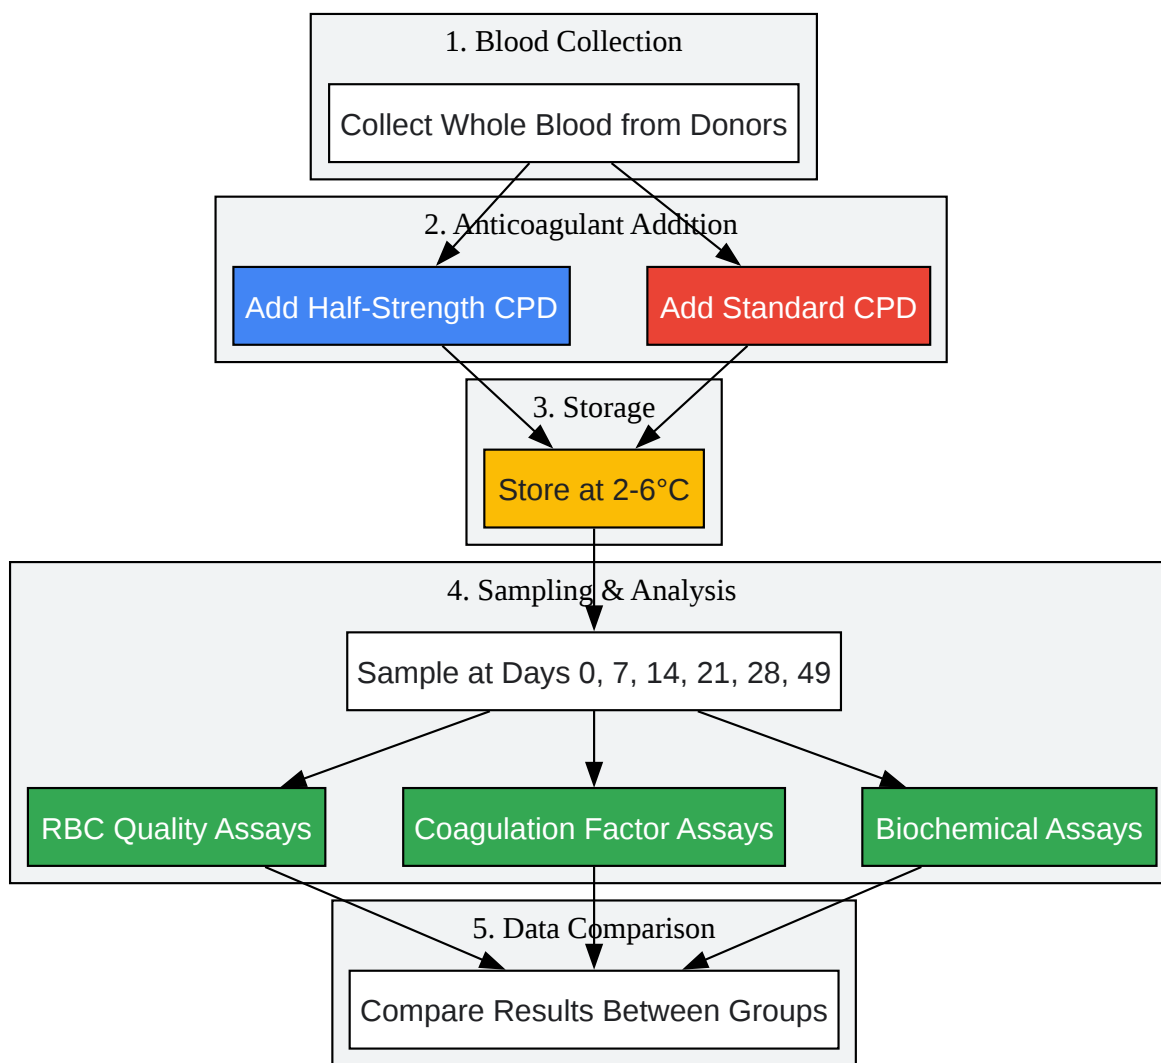 1. Blood Collection
Collect Whole Blood from Donors
2. Anticoagulant Addition
Add Half-Strength CPD
Add Standard CPD
3. Storage
Store at 2-6°C
4. Sampling & Analysis
Sample at Days 0, 7, 14, 21, 28, 49
RBC Quality Assays
Coagulation Factor Assays
Biochemical Assays
5. Data Comparison
Compare Results Between Groups